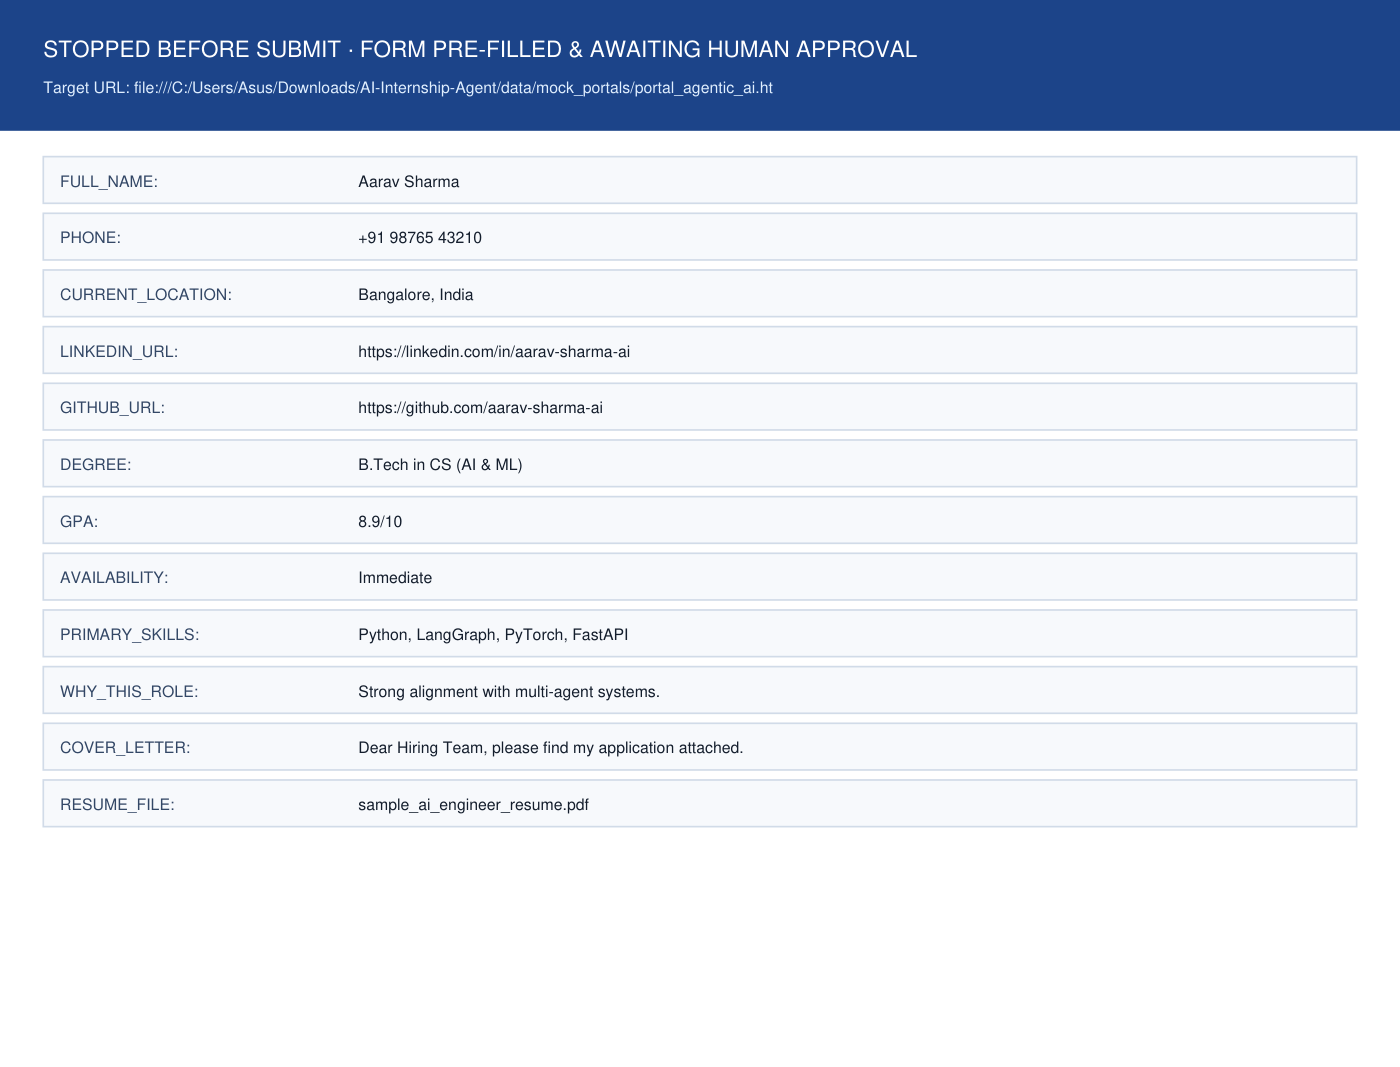 STOPPED BEFORE SUBMIT · FORM PRE-FILLED & AWAITING HUMAN APPROVAL
Target URL: file:///C:/Users/Asus/Downloads/AI-Internship-Agent/data/mock_portals/portal_agentic_ai.ht
FULL_NAME: Aarav Sharma
PHONE: +91 98765 43210
CURRENT_LOCATION: Bangalore, India
LINKEDIN_URL: https://linkedin.com/in/aarav-sharma-ai
GITHUB_URL: https://github.com/aarav-sharma-ai
DEGREE: B.Tech in CS (AI & ML)
GPA: 8.9/10
AVAILABILITY: Immediate
PRIMARY_SKILLS: Python, LangGraph, PyTorch, FastAPI
WHY_THIS_ROLE: Strong alignment with multi-agent systems.
COVER_LETTER: Dear Hiring Team, please find my application attached.
RESUME_FILE: sample_ai_engineer_resume.pdf